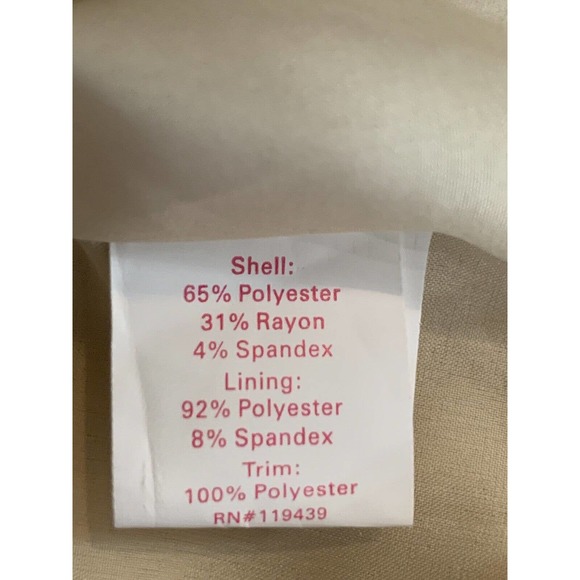 Shell:
65% Polyester
31% Rayon
4% Spandex
Lining:
92% Polyester
8% Spandex
Trim:
100% Polyester
RN#119439